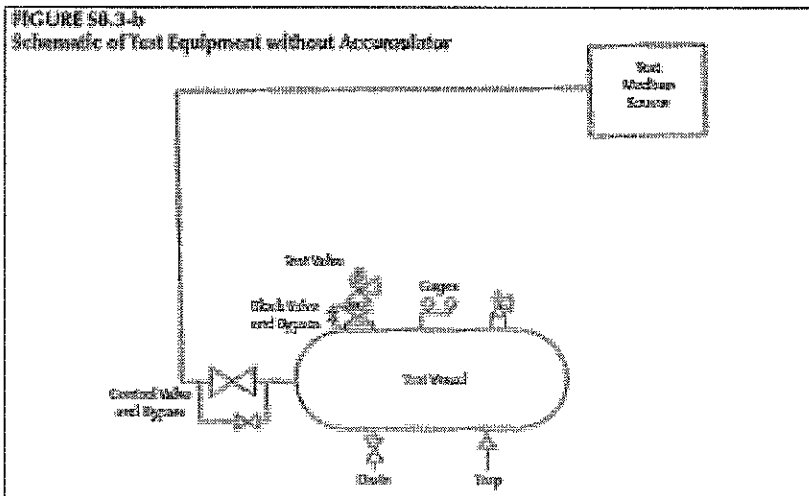 FIGURE S8.3-b
Schematic of Test Equipment without Accumulator
Test
Medium
Source
Test Valve
Gages
Block Valve
and Bypass
Test Vessel
Control Valve
and Bypass
Drain
Trap